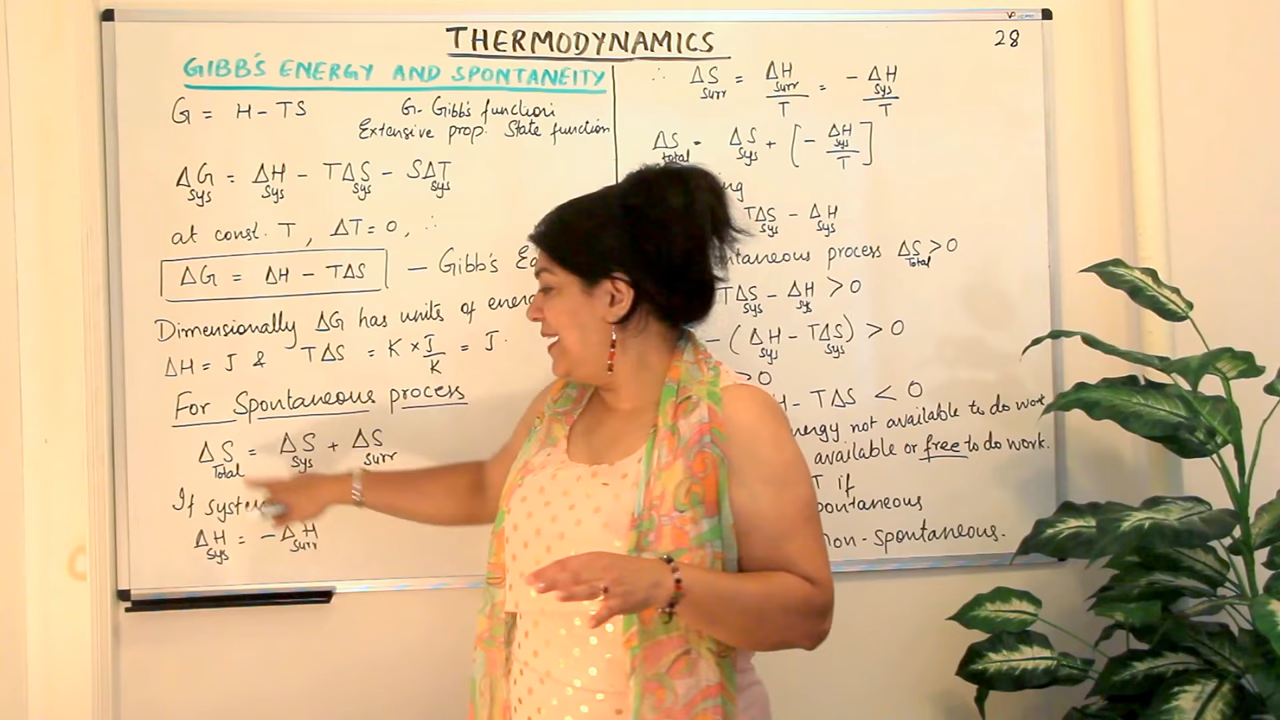 THERMODYNAMICS
28
GIBB'S ENERGY AND SPONTANEITY
G = H - TS G- Gibb's function:
Extensive prop. State function
ΔG sys = ΔH sys - TΔS sys - SΔT sys
at const. T, ΔT = 0, ∴
ΔG = ΔH - TΔS - Gibb's
Dimensionally ΔG has units of
ΔH = J & TΔS = K × J/K = J.
For Spontaneous process
ΔS Total = ΔS sys + ΔS surr
If
ΔH sys = - ΔH surr
∴ ΔS surr = ΔH surr / T = - ΔH sys / T
ΔS total = ΔS sys + [- ΔH sys / T]
TΔS sys - ΔH sys
process ΔS Total > 0
TΔS sys - ΔH sys > 0
- (ΔH sys - TΔS sys) > 0
> 0
- TΔS < 0
not available to do work
available or free to do work.
T if
non-spontaneous.